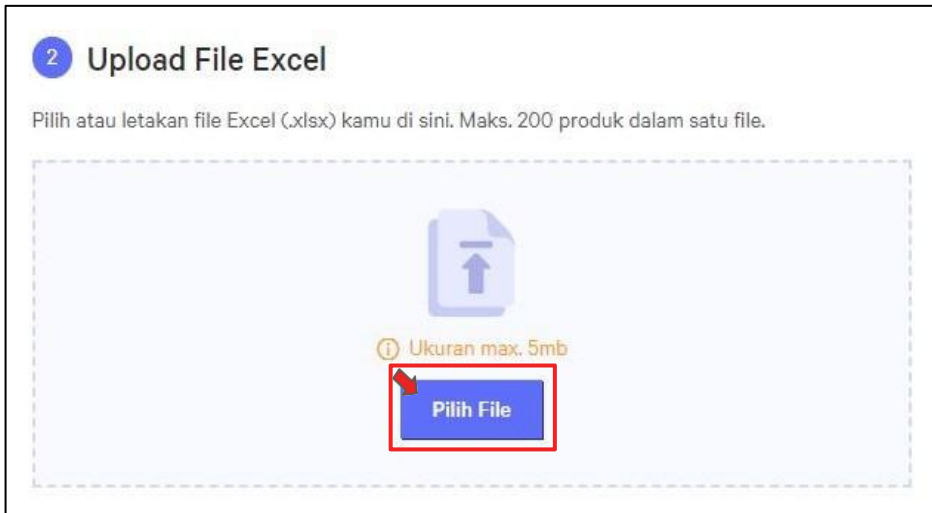 2 Upload File Excel
Pilih atau letakan file Excel (.xlsx) kamu di sini. Maks. 200 produk dalam satu file.
Ukuran max. 5mb
Pilih File